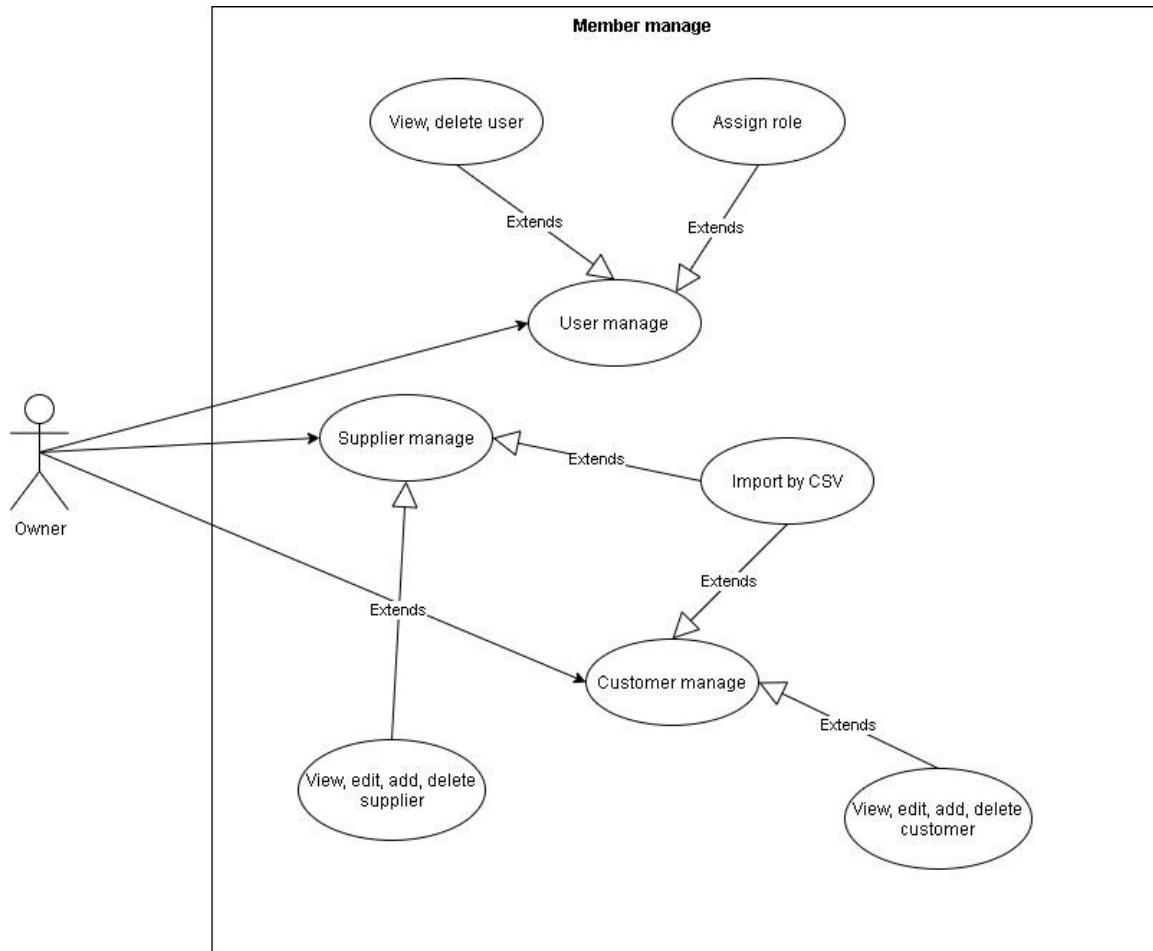 Member manage
View, delete user
Assign role
Extends
Extends
User manage
Supplier manage
Extends
Import by CSV
Owner
Extends
Extends
Customer manage
Extends
View, edit, add, delete
supplier
View, edit, add, delete
customer